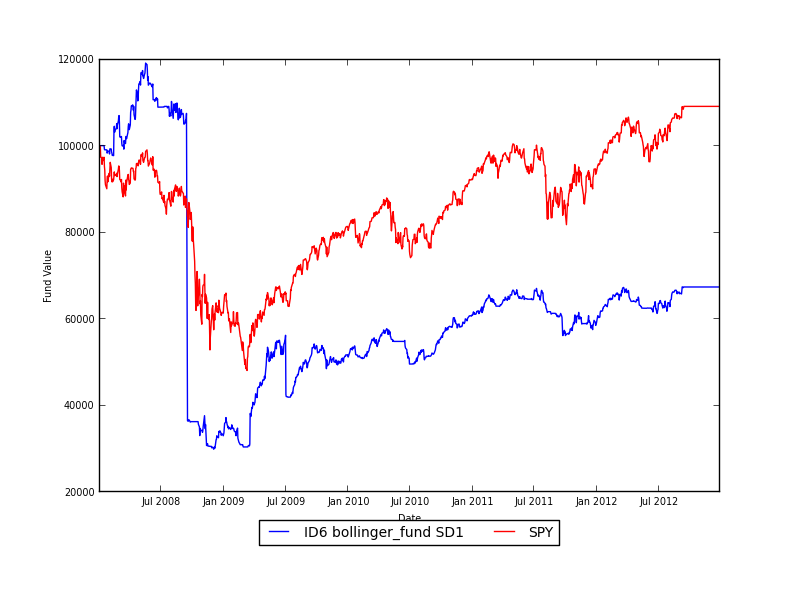 120000
100000
80000
60000
40000
20000
Fund Value
Jul 2008 Jan 2009 Jul 2009 Jan 2010 Jul 2010 Jan 2011 Jul 2011 Jan 2012 Jul 2012
Date
ID6 bollinger_fund SD1 SPY